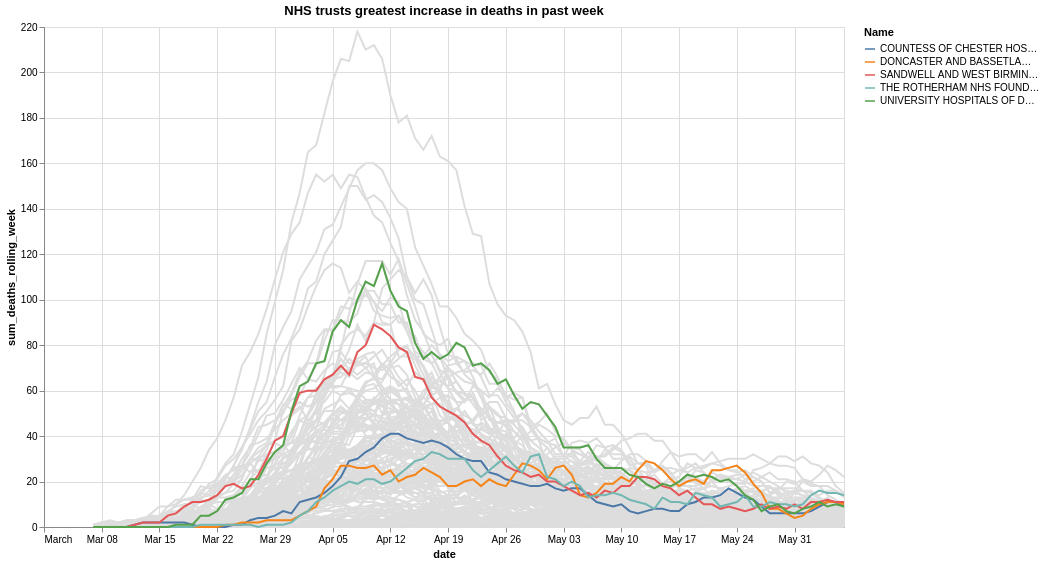 NHS trusts greatest increase in deaths in past week
Name
COUNTESS OF CHESTER HOS…
DONCASTER AND BASSETLA…
SANDWELL AND WEST BIRMIN…
THE ROTHERHAM NHS FOUND…
UNIVERSITY HOSPITALS OF D…
sum_deaths_rolling_week
220
200
180
160
140
120
100
80
60
40
20
0
March Mar 08 Mar 15 Mar 22 Mar 29 Apr 05 Apr 12 Apr 19 Apr 26 May 03 May 10 May 17 May 24 May 31
date